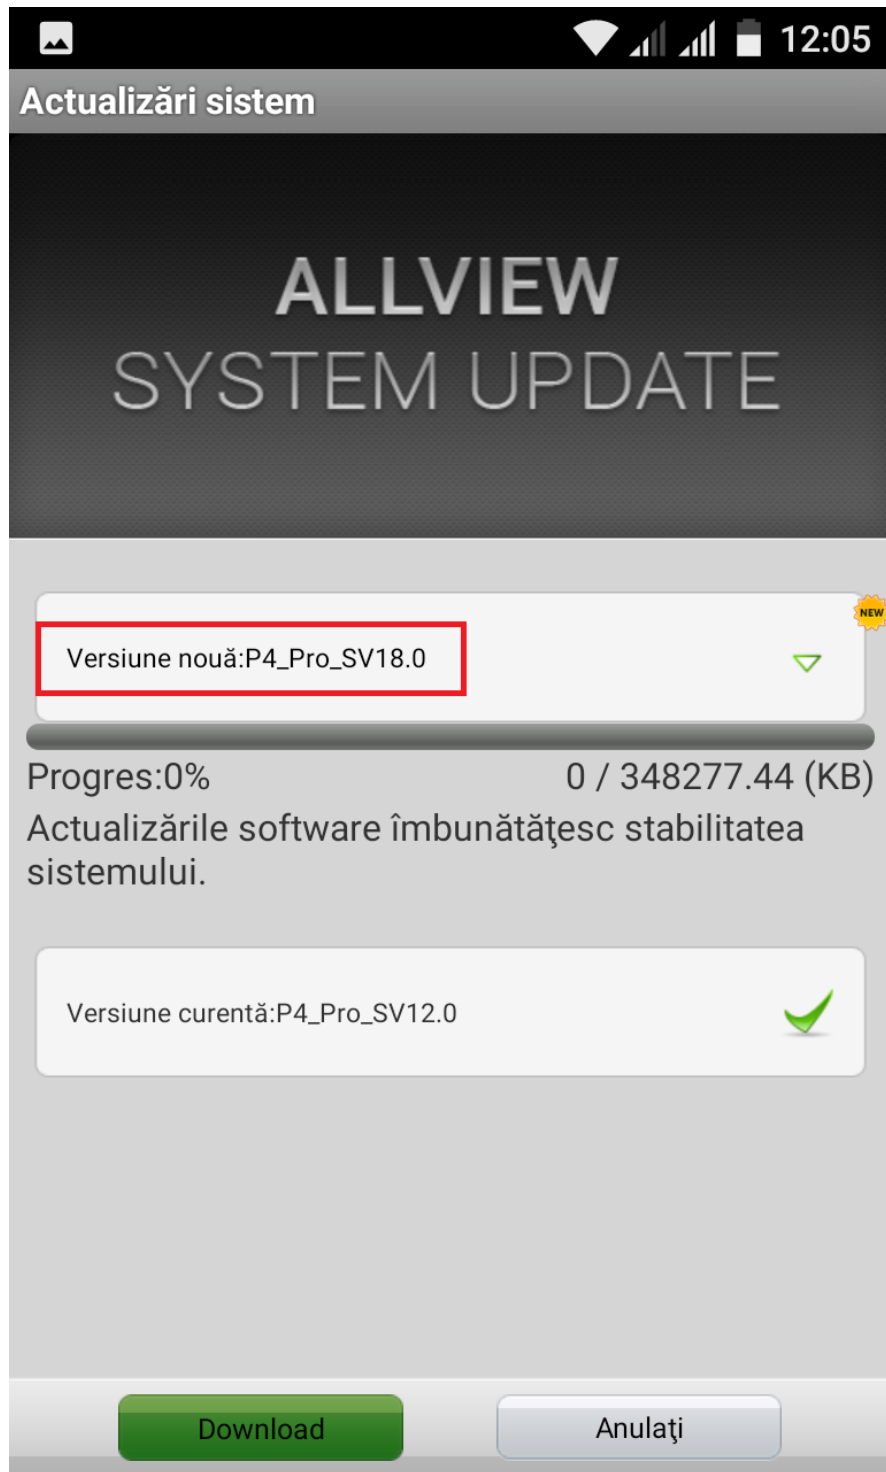 12:05
Actualizări sistem
ALLVIEW
SYSTEM UPDATE
NEW
Versiune nouă:P4_Pro_SV18.0
Progres:0% 0 / 348277.44 (KB)
Actualizările software îmbunătăţesc stabilitatea
sistemului.
Versiune curentă:P4_Pro_SV12.0
Download Anulaţi